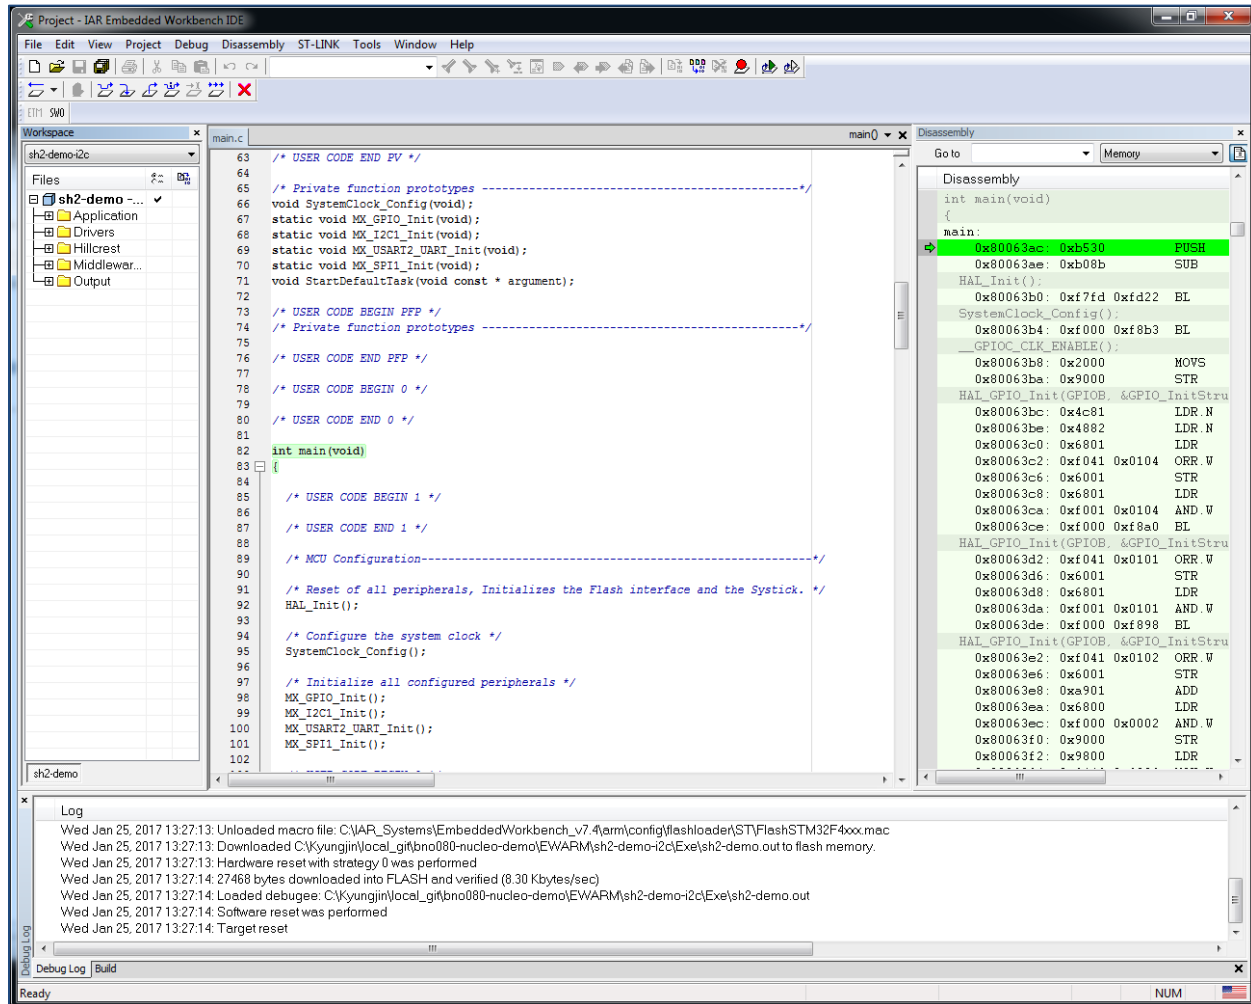 Project - IAR Embedded Workbench IDE
File Edit View Project Debug Disassembly ST-LINK Tools Window Help
ETM SWO
Workspace
sh2-demo-i2c
Files
sh2-demo -...
Application
Drivers
Hillcrest
Middlewar...
Output
sh2-demo
main.c
main()
63 /* USER CODE END PV */
64
65 /* Private function prototypes -----------------------------------------------*/
66 void SystemClock_Config(void);
67 static void MX_GPIO_Init(void);
68 static void MX_I2C1_Init(void);
69 static void MX_USART2_UART_Init(void);
70 static void MX_SPI1_Init(void);
71 void StartDefaultTask(void const * argument);
72
73 /* USER CODE BEGIN PFP */
74 /* Private function prototypes -----------------------------------------------*/
75
76 /* USER CODE END PFP */
77
78 /* USER CODE BEGIN 0 */
79
80 /* USER CODE END 0 */
81
82 int main(void)
83 {
84
85 /* USER CODE BEGIN 1 */
86
87 /* USER CODE END 1 */
88
89 /* MCU Configuration----------------------------------------------------------*/
90
91 /* Reset of all peripherals, Initializes the Flash interface and the Systick. */
92 HAL_Init();
93
94 /* Configure the system clock */
95 SystemClock_Config();
96
97 /* Initialize all configured peripherals */
98 MX_GPIO_Init();
99 MX_I2C1_Init();
100 MX_USART2_UART_Init();
101 MX_SPI1_Init();
102
Disassembly
Go to Memory
Disassembly
int main(void)
{
main:
0x80063ac: 0xb530 PUSH
0x80063ae: 0xb08b SUB
HAL_Init();
0x80063b0: 0xf7fd 0xfd22 BL
SystemClock_Config();
0x80063b4: 0xf000 0xf8b3 BL
__GPIOC_CLK_ENABLE();
0x80063b8: 0x2000 MOVS
0x80063ba: 0x9000 STR
HAL_GPIO_Init(GPIOB, &GPIO_InitStru
0x80063bc: 0x4c81 LDR.N
0x80063be: 0x4882 LDR.N
0x80063c0: 0x6801 LDR
0x80063c2: 0xf041 0x0104 ORR.W
0x80063c6: 0x6001 STR
0x80063c8: 0x6801 LDR
0x80063ca: 0xf001 0x0104 AND.W
0x80063ce: 0xf000 0xf8a0 BL
HAL_GPIO_Init(GPIOB, &GPIO_InitStru
0x80063d2: 0xf041 0x0101 ORR.W
0x80063d6: 0x6001 STR
0x80063d8: 0x6801 LDR
0x80063da: 0xf001 0x0101 AND.W
0x80063de: 0xf000 0xf898 BL
HAL_GPIO_Init(GPIOB, &GPIO_InitStru
0x80063e2: 0xf041 0x0102 ORR.W
0x80063e6: 0x6001 STR
0x80063e8: 0xa901 ADD
0x80063ea: 0x6800 LDR
0x80063ec: 0xf000 0x0002 AND.W
0x80063f0: 0x9000 STR
0x80063f2: 0x9800 LDR
Log
Wed Jan 25, 2017 13:27:13: Unloaded macro file: C:\IAR_Systems\EmbeddedWorkbench_v7.4\arm\config\flashloader\ST\FlashSTM32F4xxx.mac
Wed Jan 25, 2017 13:27:13: Downloaded C:\Kyungjin\local_git\bno080-nucleo-demo\EWARM\sh2-demo-i2c\Exe\sh2-demo.out to flash memory.
Wed Jan 25, 2017 13:27:13: Hardware reset with strategy 0 was performed
Wed Jan 25, 2017 13:27:14: 27468 bytes downloaded into FLASH and verified (8.30 Kbytes/sec)
Wed Jan 25, 2017 13:27:14: Loaded debugee: C:\Kyungjin\local_git\bno080-nucleo-demo\EWARM\sh2-demo-i2c\Exe\sh2-demo.out
Wed Jan 25, 2017 13:27:14: Software reset was performed
Wed Jan 25, 2017 13:27:14: Target reset
Debug Log
Debug Log Build
Ready NUM